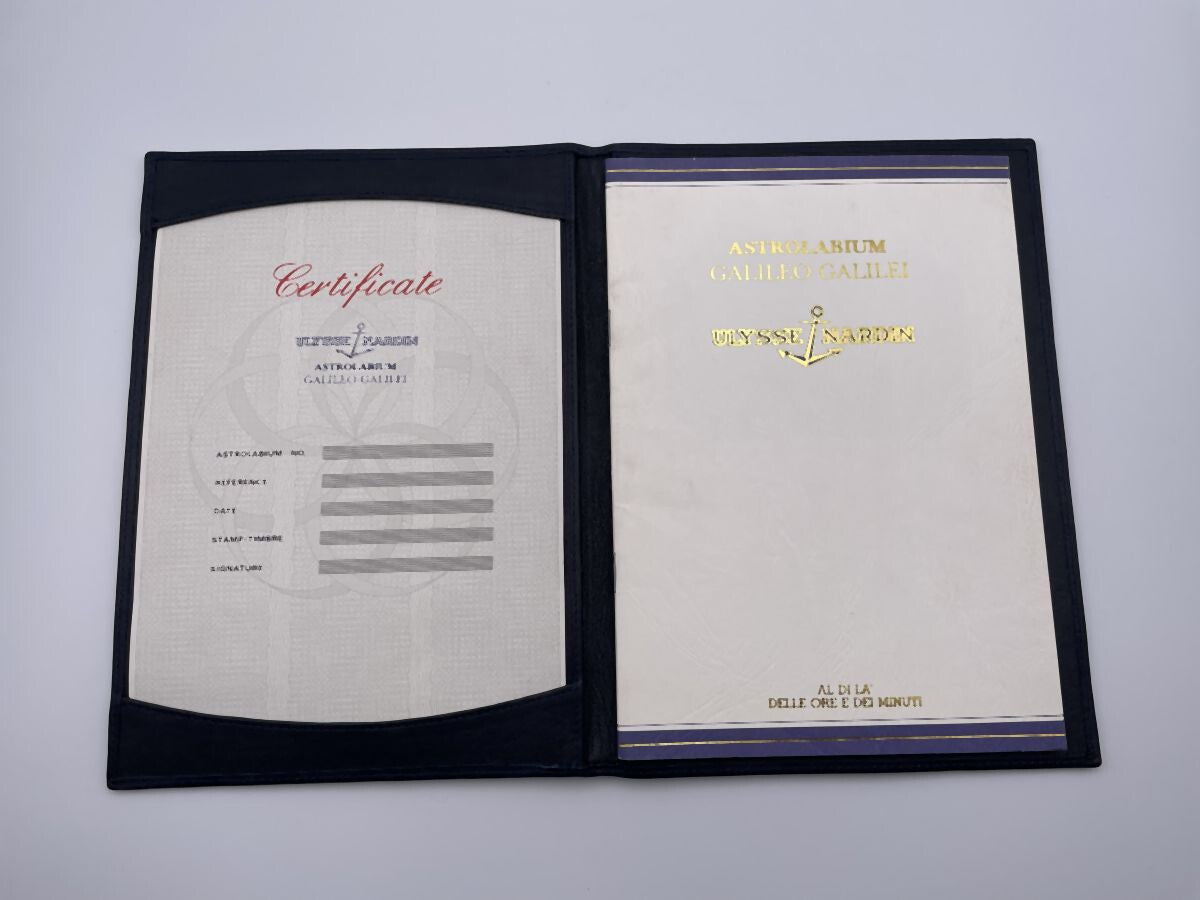 Certificate
ULYSSE NARDIN
ASTROLABIUM
GALILEO GALILEI
ASTROLABIUM NO.
REFERENCE
DATE
STAMP-TIMBRE
SIGNATURE
ASTROLABIUM
GALILEO GALILEI
ULYSSE NARDIN
AL DI LA'
DELLE ORE E DEI MINUTI